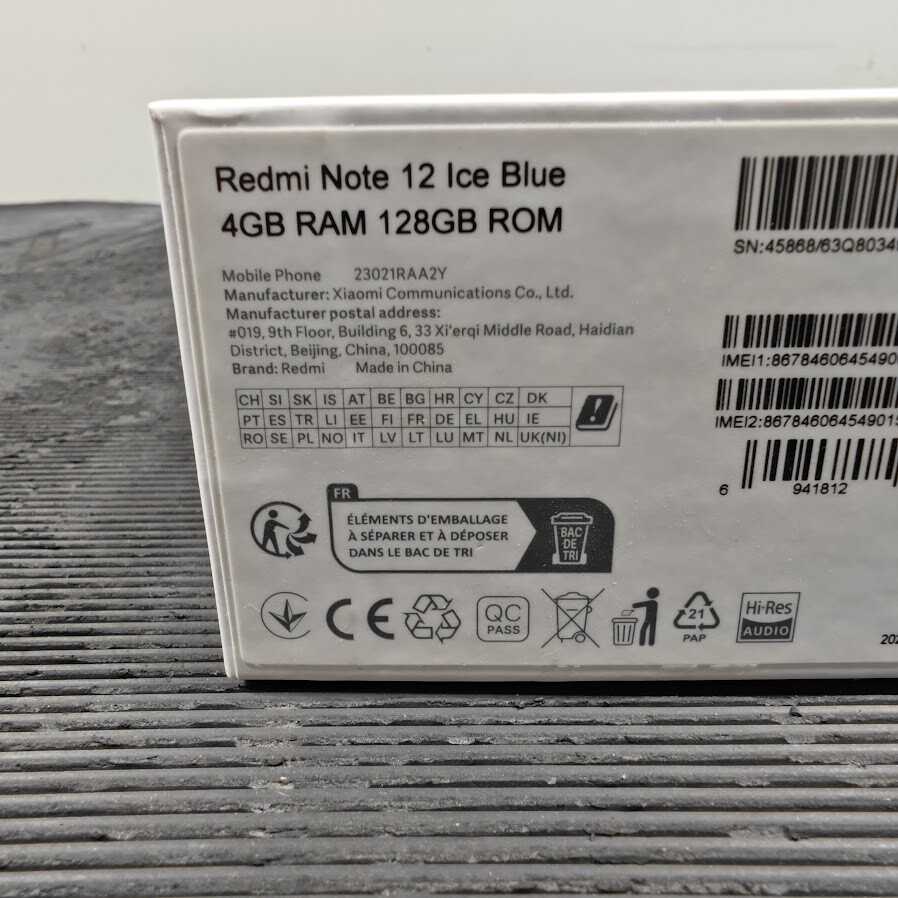 Redmi Note 12 Ice Blue
4GB RAM 128GB ROM
Mobile Phone 23021RAA2Y
Manufacturer: Xiaomi Communications Co., Ltd.
Manufacturer postal address:
#019, 9th Floor, Building 6, 33 Xi'erqi Middle Road, Haidian
District, Beijing, China, 100085
Brand: Redmi Made in China
CH SI SK IS AT BE BG HR CY CZ DK
PT ES TR LI EE FI FR DE EL HU IE
RO SE PL NO IT LV LT LU MT NL UK(NI)
FR
ÉLÉMENTS D'EMBALLAGE
À SÉPARER ET À DÉPOSER
DANS LE BAC DE TRI
BAC
DE
TRI
CE
QC
PASS
21
PAP
Hi-Res
AUDIO
SN:45868/63Q8034
IMEI1:8678460645490
IMEI2:867846064549015
6 941812
202